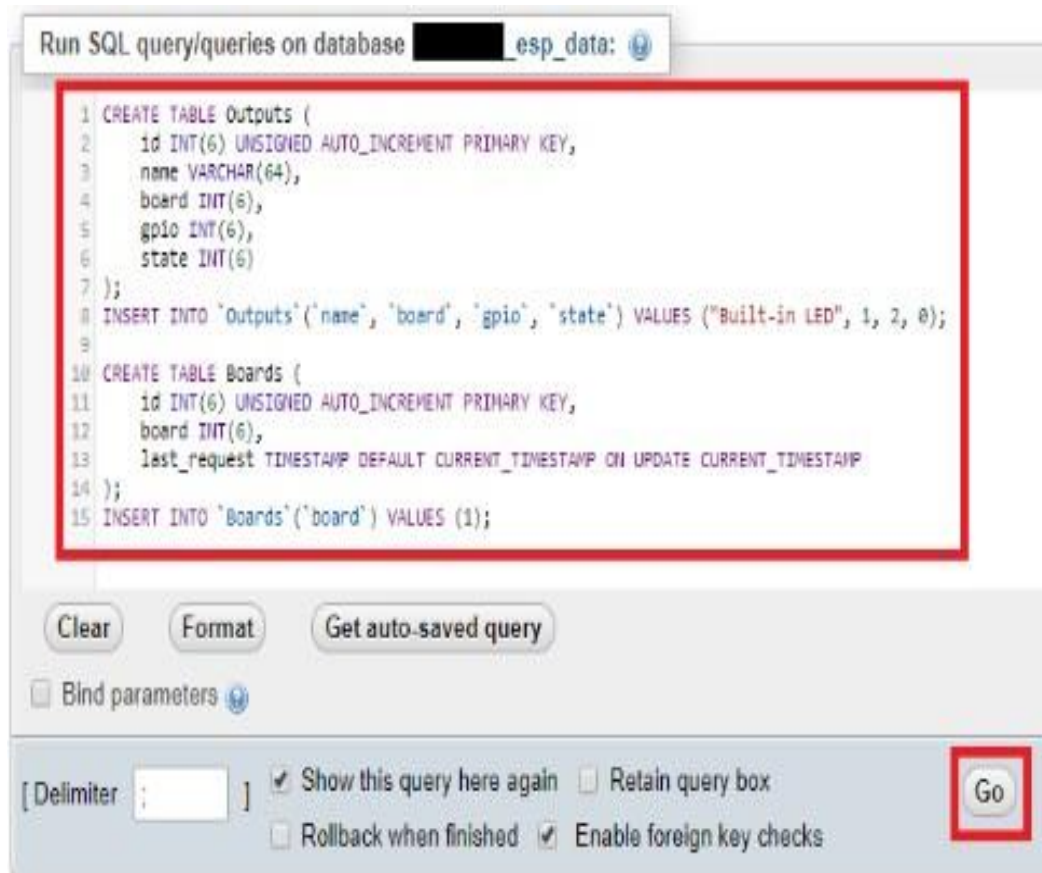 Run SQL query/queries on database _esp_data:
1 CREATE TABLE Outputs (
2 id INT(6) UNSIGNED AUTO_INCREMENT PRIMARY KEY,
3 name VARCHAR(64),
4 board INT(6),
5 gpio INT(6),
6 state INT(6)
7 );
8 INSERT INTO `Outputs`(`name`, `board`, `gpio`, `state`) VALUES ("Built-in LED", 1, 2, 0);
9
10 CREATE TABLE Boards (
11 id INT(6) UNSIGNED AUTO_INCREMENT PRIMARY KEY,
12 board INT(6),
13 last_request TIMESTAMP DEFAULT CURRENT_TIMESTAMP ON UPDATE CURRENT_TIMESTAMP
14 );
15 INSERT INTO `Boards`(`board`) VALUES (1);
Clear Format Get auto-saved query
Bind parameters
[ Delimiter ; ] Show this query here again Retain query box Go
Rollback when finished Enable foreign key checks